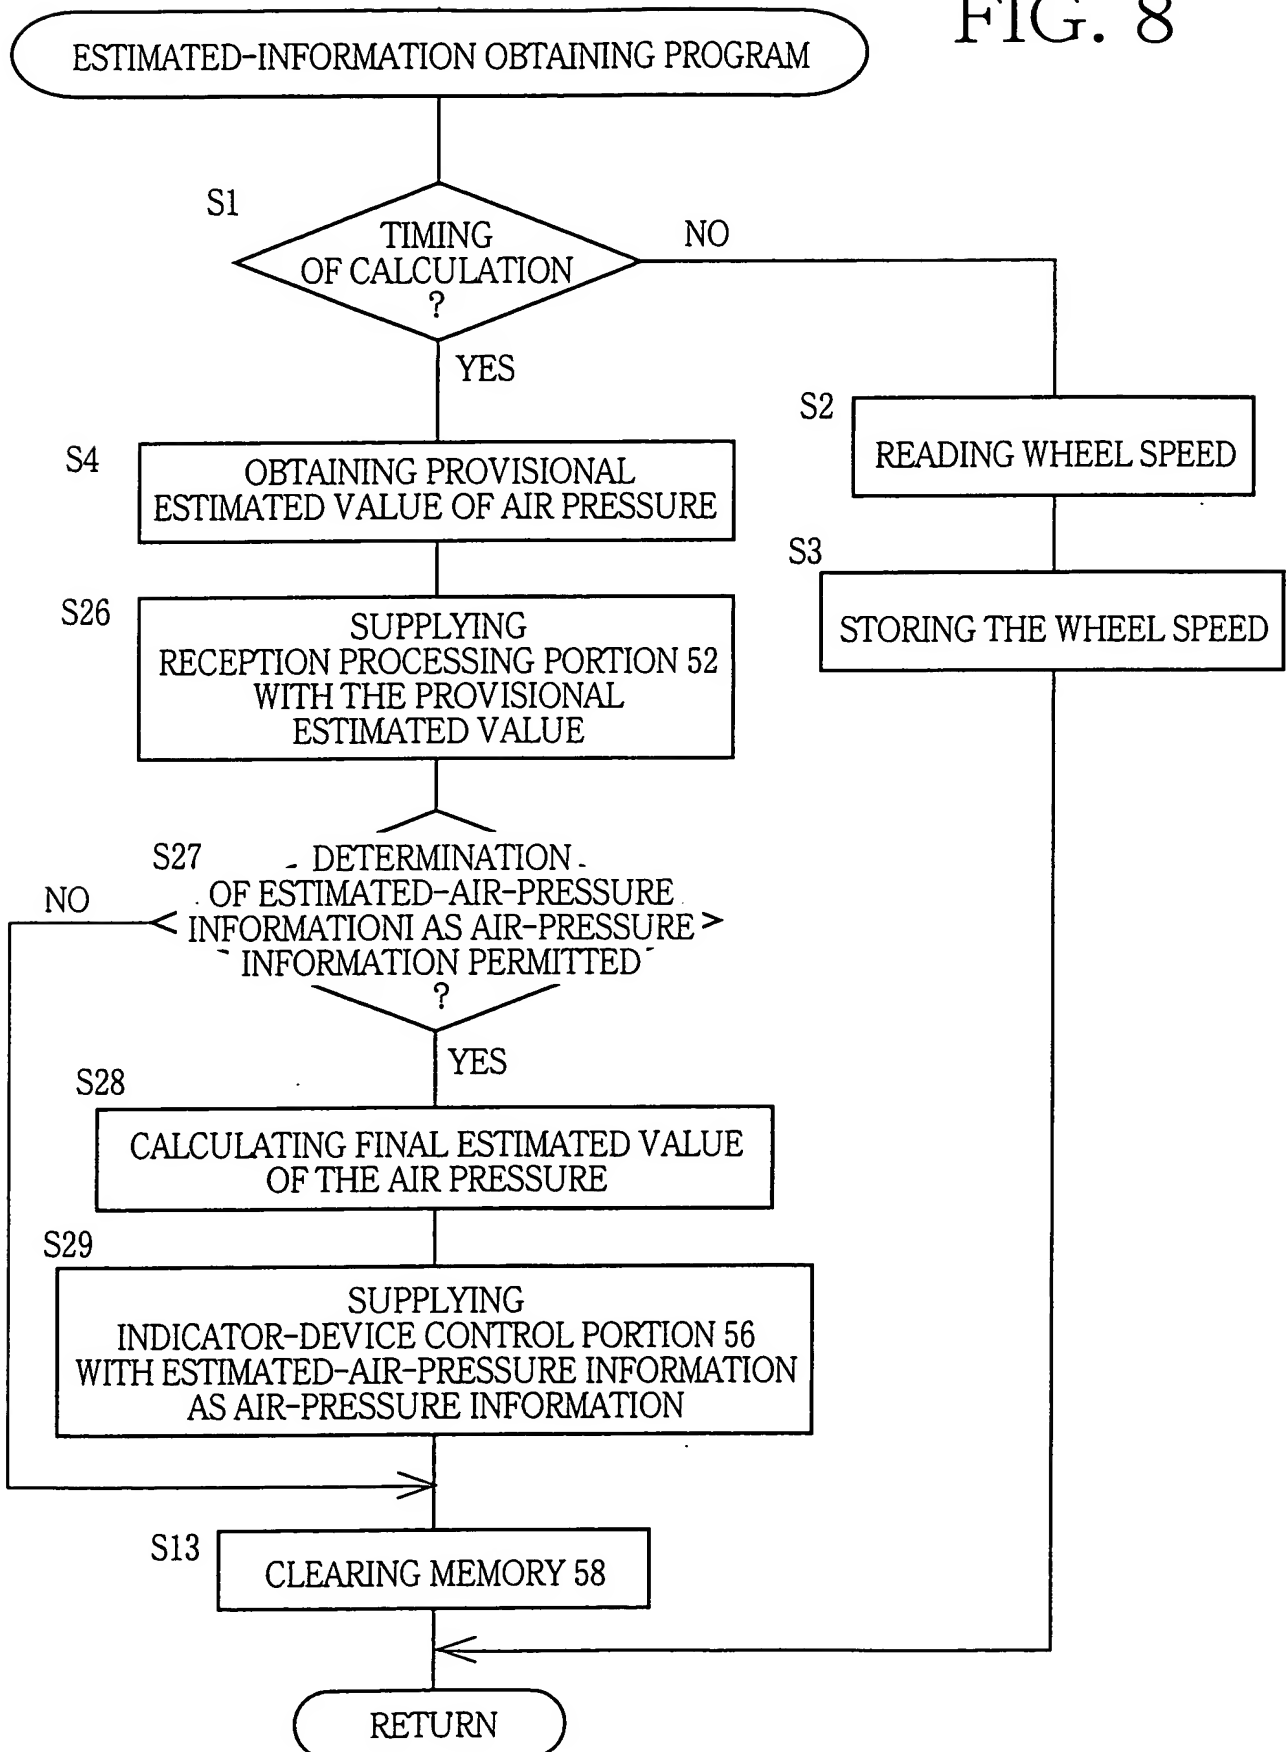 FIG. 8
ESTIMATED-INFORMATION OBTAINING PROGRAM
S1
TIMING
OF CALCULATION
?
NO
YES
S2
READING WHEEL SPEED
S3
STORING THE WHEEL SPEED
S4
OBTAINING PROVISIONAL
ESTIMATED VALUE OF AIR PRESSURE
S26
SUPPLYING
RECEPTION PROCESSING PORTION 52
WITH THE PROVISIONAL
ESTIMATED VALUE
S27
DETERMINATION
OF ESTIMATED-AIR-PRESSURE
INFORMATIONI AS AIR-PRESSURE
INFORMATION PERMITTED
?
NO
YES
S28
CALCULATING FINAL ESTIMATED VALUE
OF THE AIR PRESSURE
S29
SUPPLYING
INDICATOR-DEVICE CONTROL PORTION 56
WITH ESTIMATED-AIR-PRESSURE INFORMATION
AS AIR-PRESSURE INFORMATION
S13
CLEARING MEMORY 58
RETURN